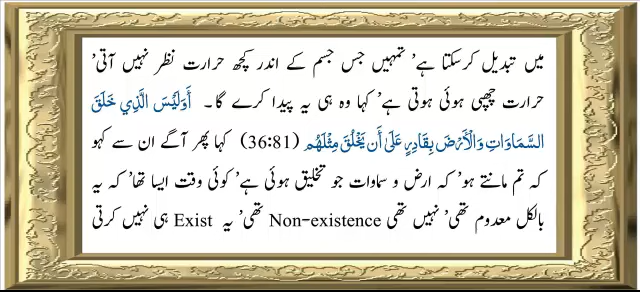 میں تبدیل کرسکتا ہے‘ تمہیں جس جسم کے اندر کچھ حرارت نظر نہیں آتی‘
حرارت چھپی ہوئی ہوتی ہے‘ کہا وہ ہی یہ پیدا کرے گا۔ أَوَلَيْسَ الَّذِي خَلَقَ
السَّمَاوَاتِ وَالْأَرْضَ بِقَادِرٍ عَلَىٰ أَن يَخْلُقَ مِثْلَهُم (36:81) کہا پھر آگے ان سے کہو
کہ تم مانتے ہو‘ کہ ارض و سماوات جو تخلیق ہوئی ہے‘ کوئی وقت ایسا تھا‘ کہ یہ
بالکل معدوم تھی‘ نہیں تھی Non-existence تھی‘ یہ Exist ہی نہیں کرتی